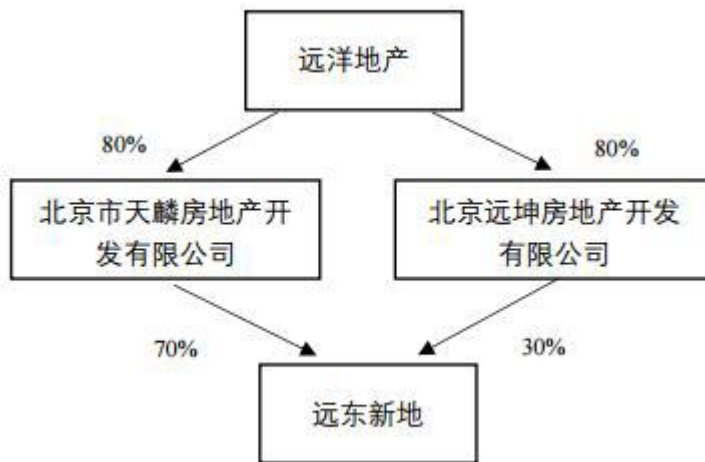 远洋地产
80%
80%
北京市天麟房地产开
发有限公司
北京远坤房地产开发
有限公司
70%
30%
远东新地